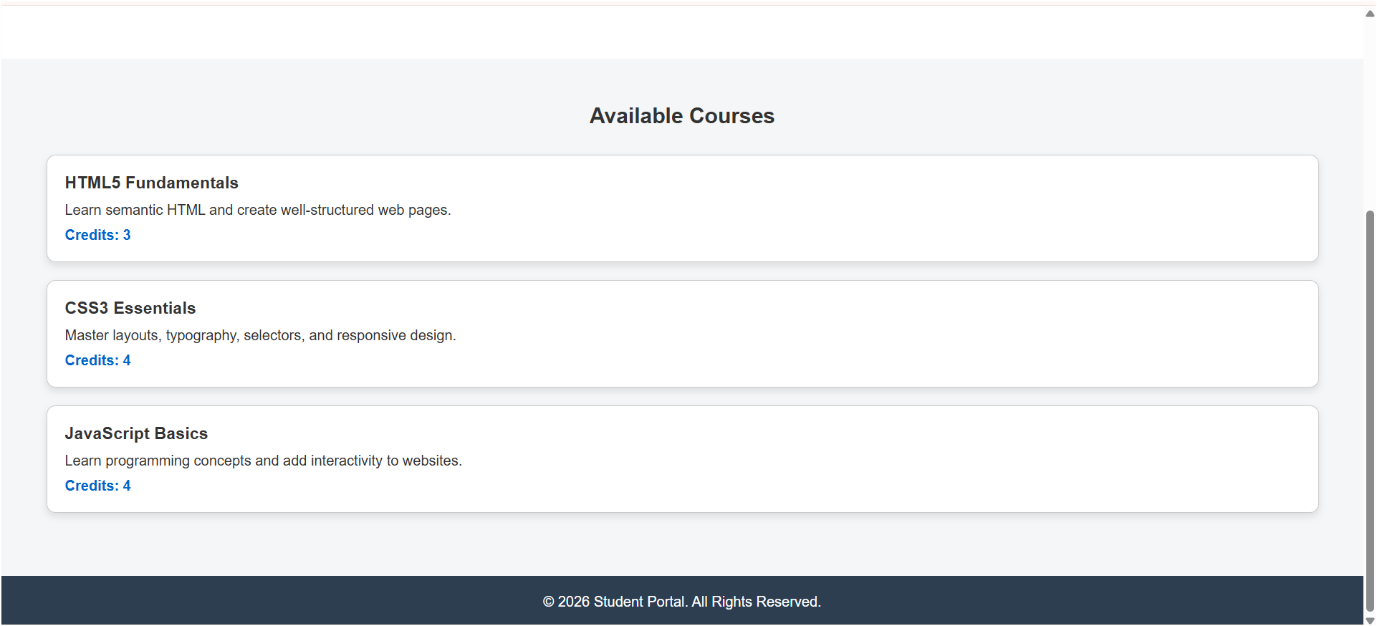 Available Courses
HTML5 Fundamentals
Learn semantic HTML and create well-structured web pages.
Credits: 3
CSS3 Essentials
Master layouts, typography, selectors, and responsive design.
Credits: 4
JavaScript Basics
Learn programming concepts and add interactivity to websites.
Credits: 4
© 2026 Student Portal. All Rights Reserved.